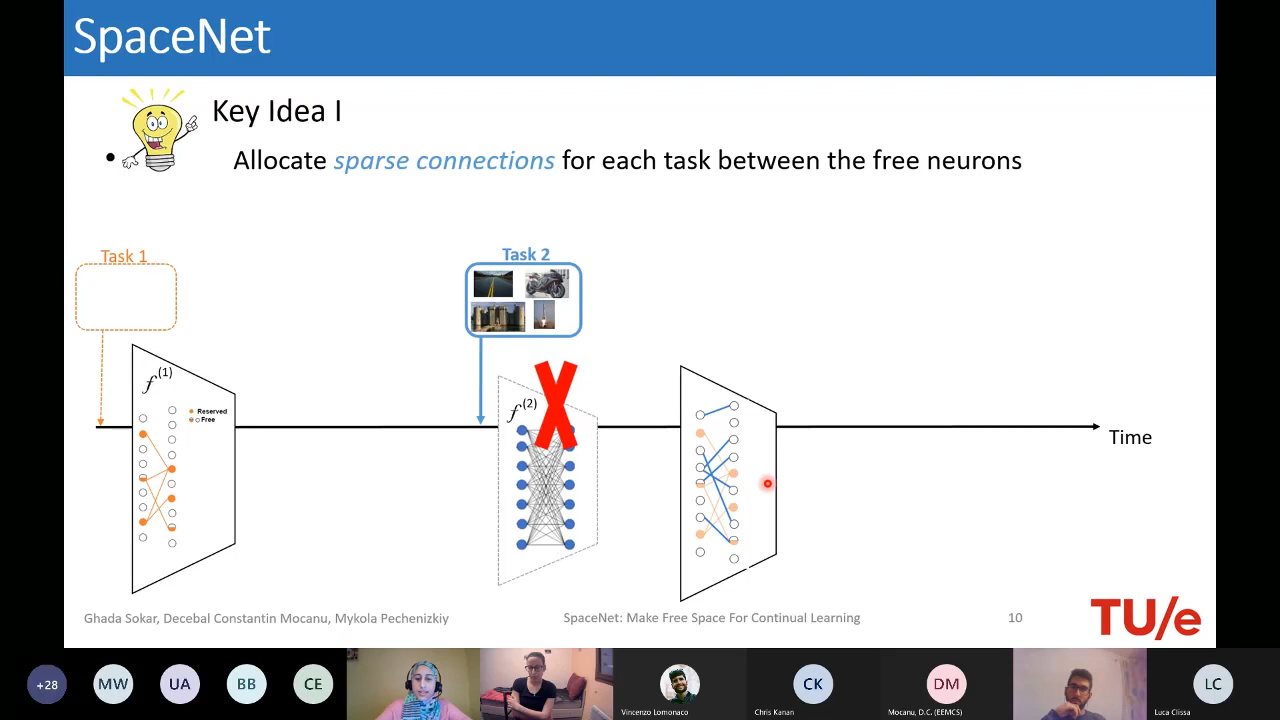 SpaceNet
Key Idea I
• Allocate sparse connections for each task between the free neurons
Task 1
Task 2
f(1)
Reserved
Free
f(2)
Time
Ghada Sokar, Decebal Constantin Mocanu, Mykola Pechenizkiy
SpaceNet: Make Free Space For Continual Learning
10
TU/e
+28
MW
UA
BB
CE
CK
DM
LC
Vincenzo Lomonaco
Chris Kanan
Mocanu, D.C. (EEMCS)
Luca Clissa